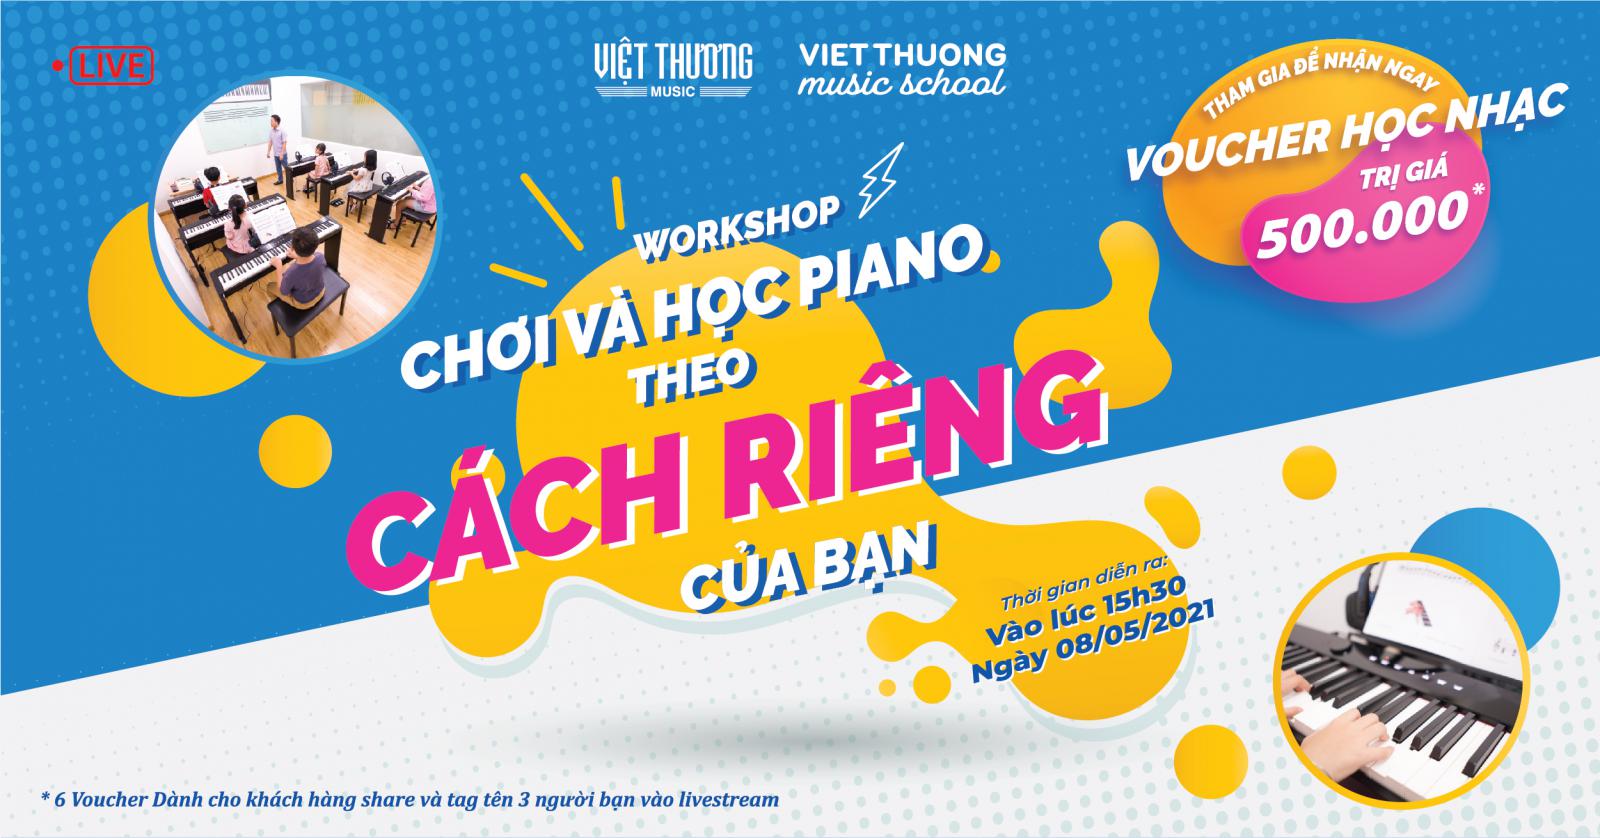 LIVE
VIỆT THƯƠNG
MUSIC
VIET THUONG
music school
THAM GIA ĐỂ NHẬN NGAY
VOUCHER HỌC NHẠC
TRỊ GIÁ
500.000*
WORKSHOP
CHƠI VÀ HỌC PIANO
THEO
CÁCH RIÊNG
CỦA BẠN
Thời gian diễn ra:
Vào lúc 15h30
Ngày 08/05/2021
* 6 Voucher Dành cho khách hàng share và tag tên 3 người bạn vào livestream